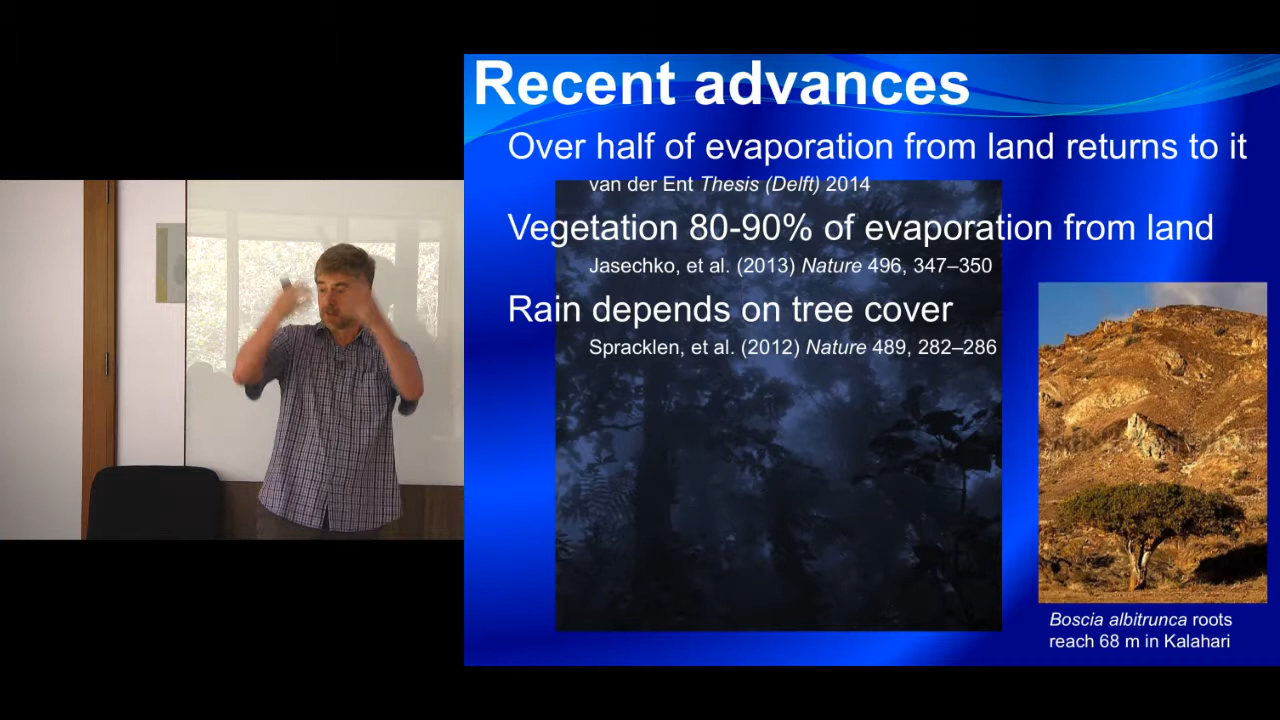 Recent advances
Over half of evaporation from land returns to it
van der Ent Thesis (Delft) 2014
Vegetation 80-90% of evaporation from land
Jasechko, et al. (2013) Nature 496, 347–350
Rain depends on tree cover
Spracklen, et al. (2012) Nature 489, 282–286
Boscia albitrunca roots
reach 68 m in Kalahari